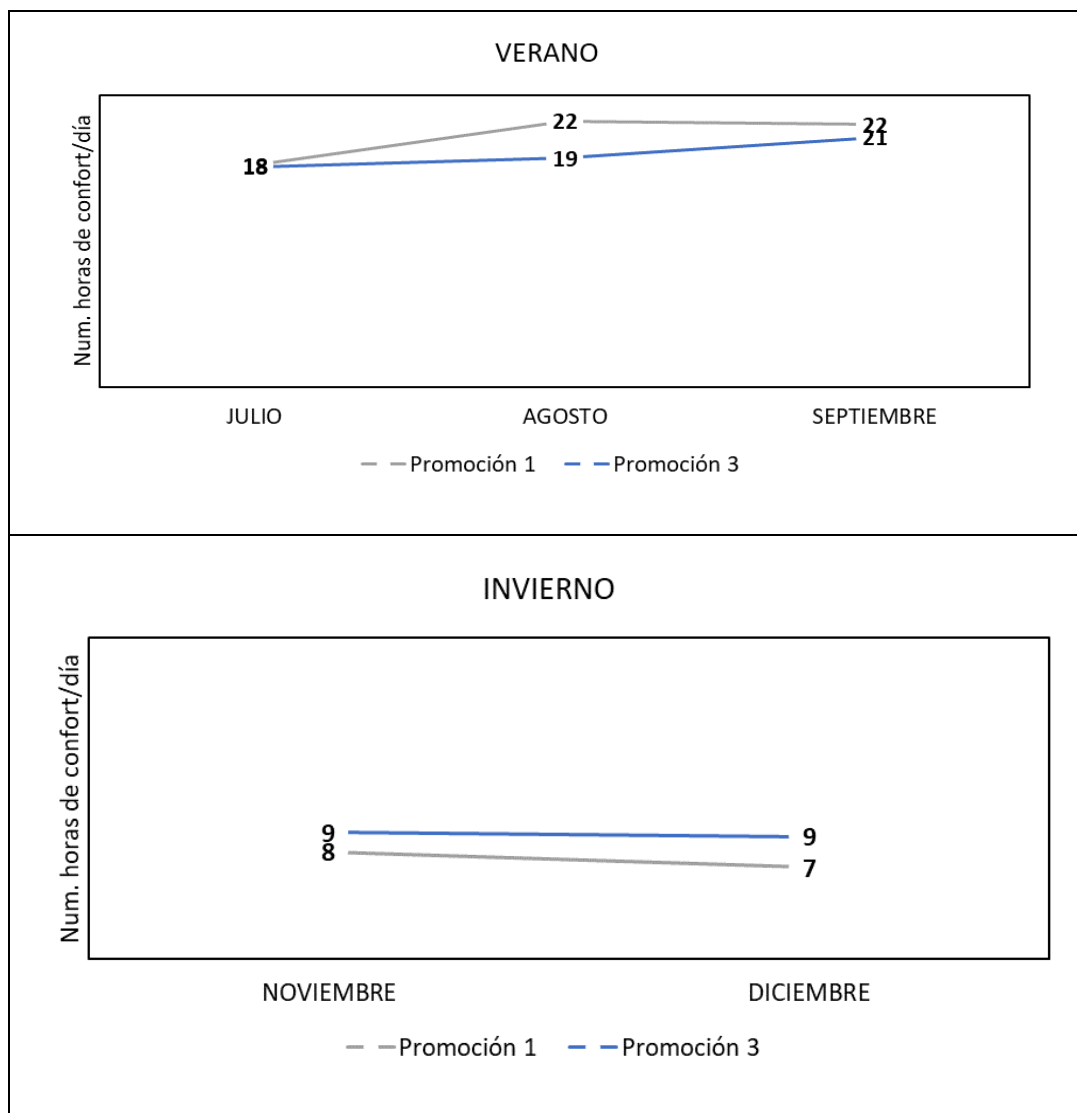 VERANO
Num. horas de confort/día
18
22
19
22
21
JULIO AGOSTO SEPTIEMBRE
Promoción 1 Promoción 3
INVIERNO
Num. horas de confort/día
9
8
9
7
NOVIEMBRE DICIEMBRE
Promoción 1 Promoción 3